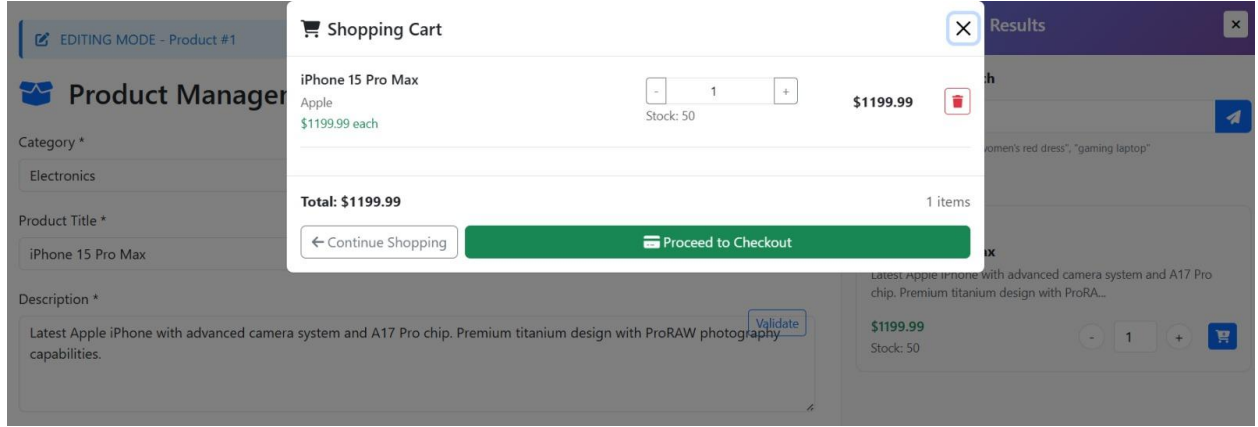 EDITING MODE - Product #1
Product Manager
Category *
Electronics
Product Title *
iPhone 15 Pro Max
Description *
Validate
Latest Apple iPhone with advanced camera system and A17 Pro chip. Premium titanium design with ProRAW photography
capabilities.
Shopping Cart
iPhone 15 Pro Max
Apple
$1199.99 each
- 1 +
Stock: 50
$1199.99
Total: $1199.99
1 items
Continue Shopping
Proceed to Checkout
Results
"gaming laptop"
Latest Apple iPhone with advanced camera system and A17 Pro
chip. Premium titanium design with ProRA...
$1199.99
Stock: 50
- 1 +